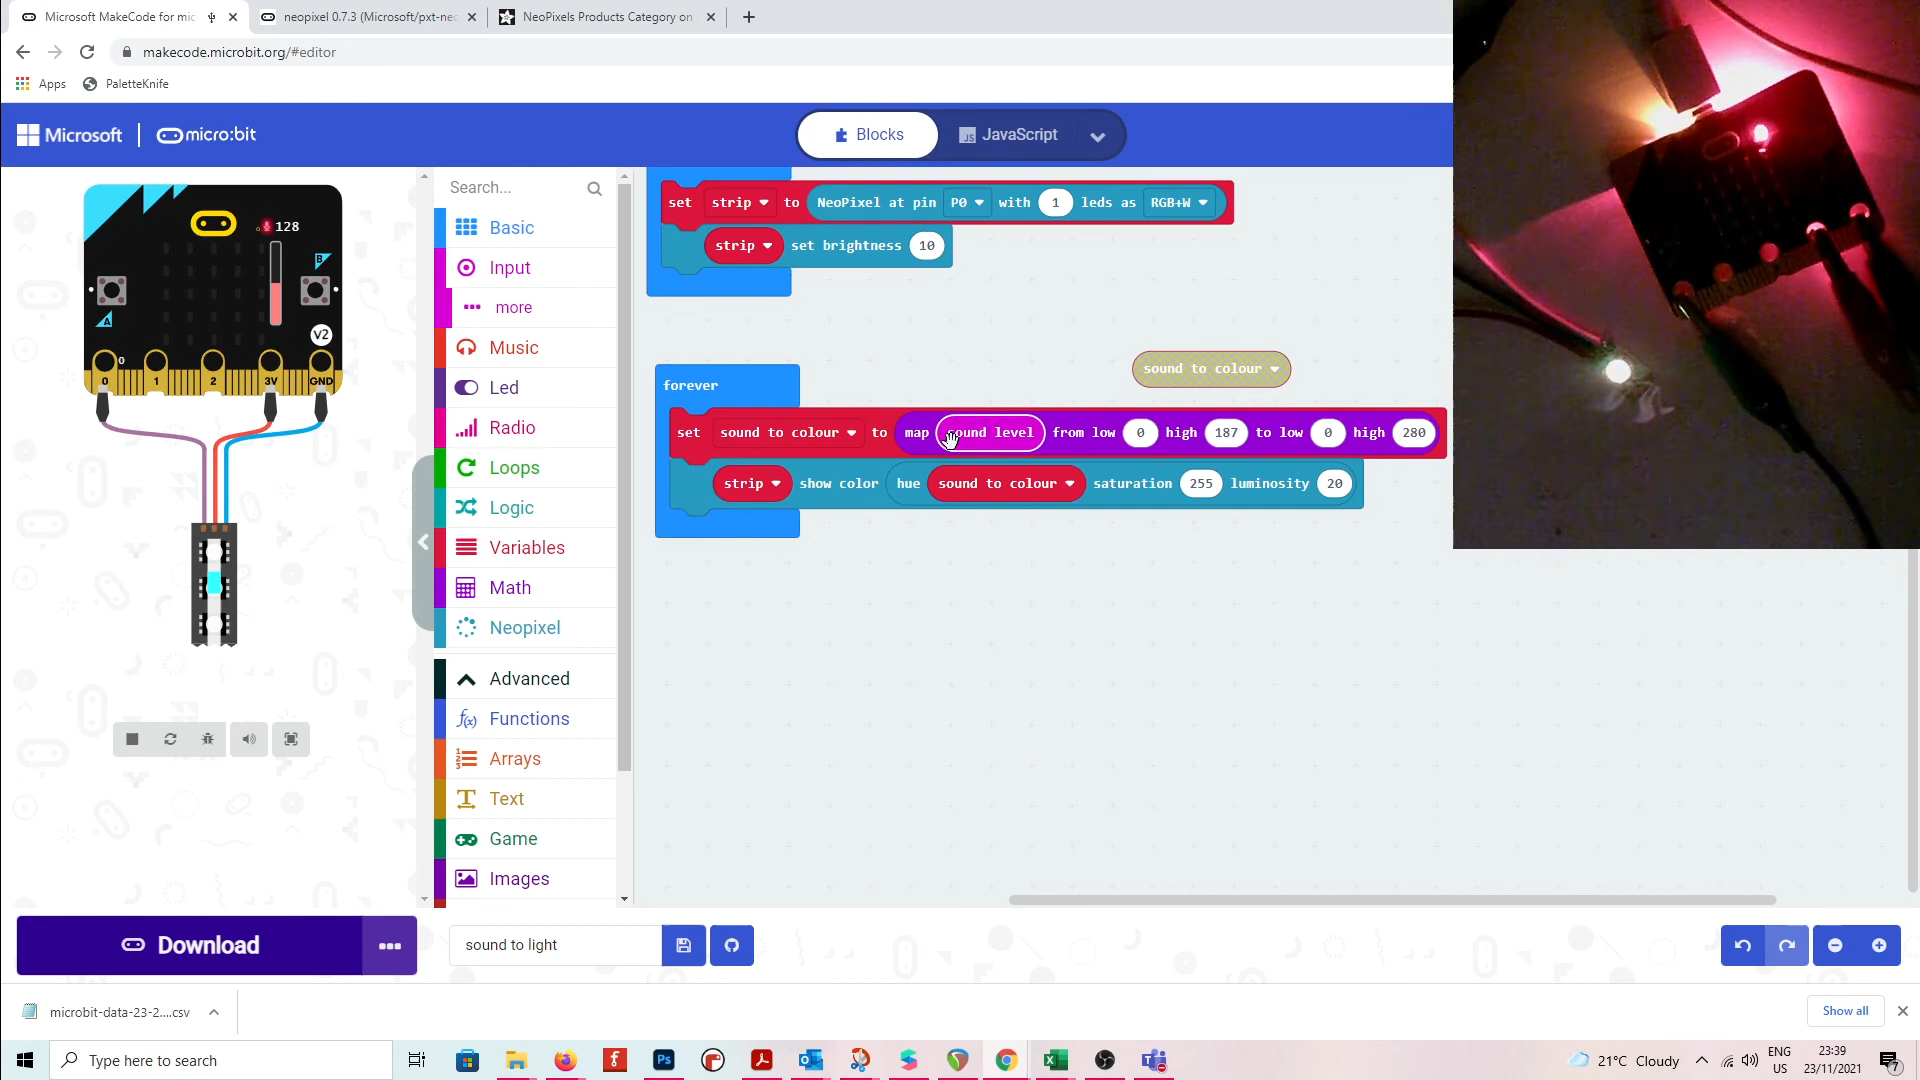 Microsoft MakeCode for mic
neopixel 0.7.3 (Microsoft/pxt-neo
NeoPixels Products Category on
makecode.microbit.org/#editor
Apps
PaletteKnife
Microsoft
micro:bit
Blocks
JS
JavaScript
128
B
A
V2
0
0
1
2
3V
GND
Search...
Basic
Input
more
Music
Led
Radio
Loops
Logic
Variables
Math
Neopixel
Advanced
Functions
Arrays
Text
Game
Images
set strip to NeoPixel at pin P0 with 1 leds as RGB+W
strip set brightness 10
sound to colour
forever
set sound to colour to map sound level from low 0 high 187 to low 0 high 280
strip show color hue sound to colour saturation 255 luminosity 20
Download
sound to light
microbit-data-23-2....csv
Show all
Type here to search
Ps
21°C Cloudy
ENG
US
23:39
23/11/2021
7